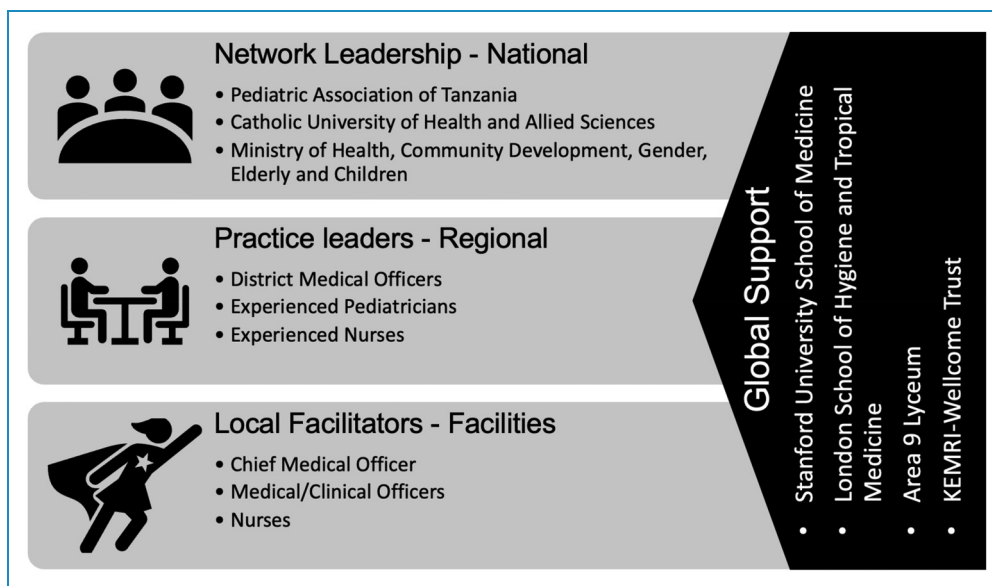 Network Leadership - National
• Pediatric Association of Tanzania
• Catholic University of Health and Allied Sciences
• Ministry of Health, Community Development, Gender,
Elderly and Children
Practice leaders - Regional
• District Medical Officers
• Experienced Pediatricians
• Experienced Nurses
Local Facilitators - Facilities
• Chief Medical Officer
• Medical/Clinical Officers
• Nurses
Global Support
• Stanford University School of Medicine
• London School of Hygiene and Tropical
Medicine
• Area 9 Lyceum
• KEMRI-Wellcome Trust